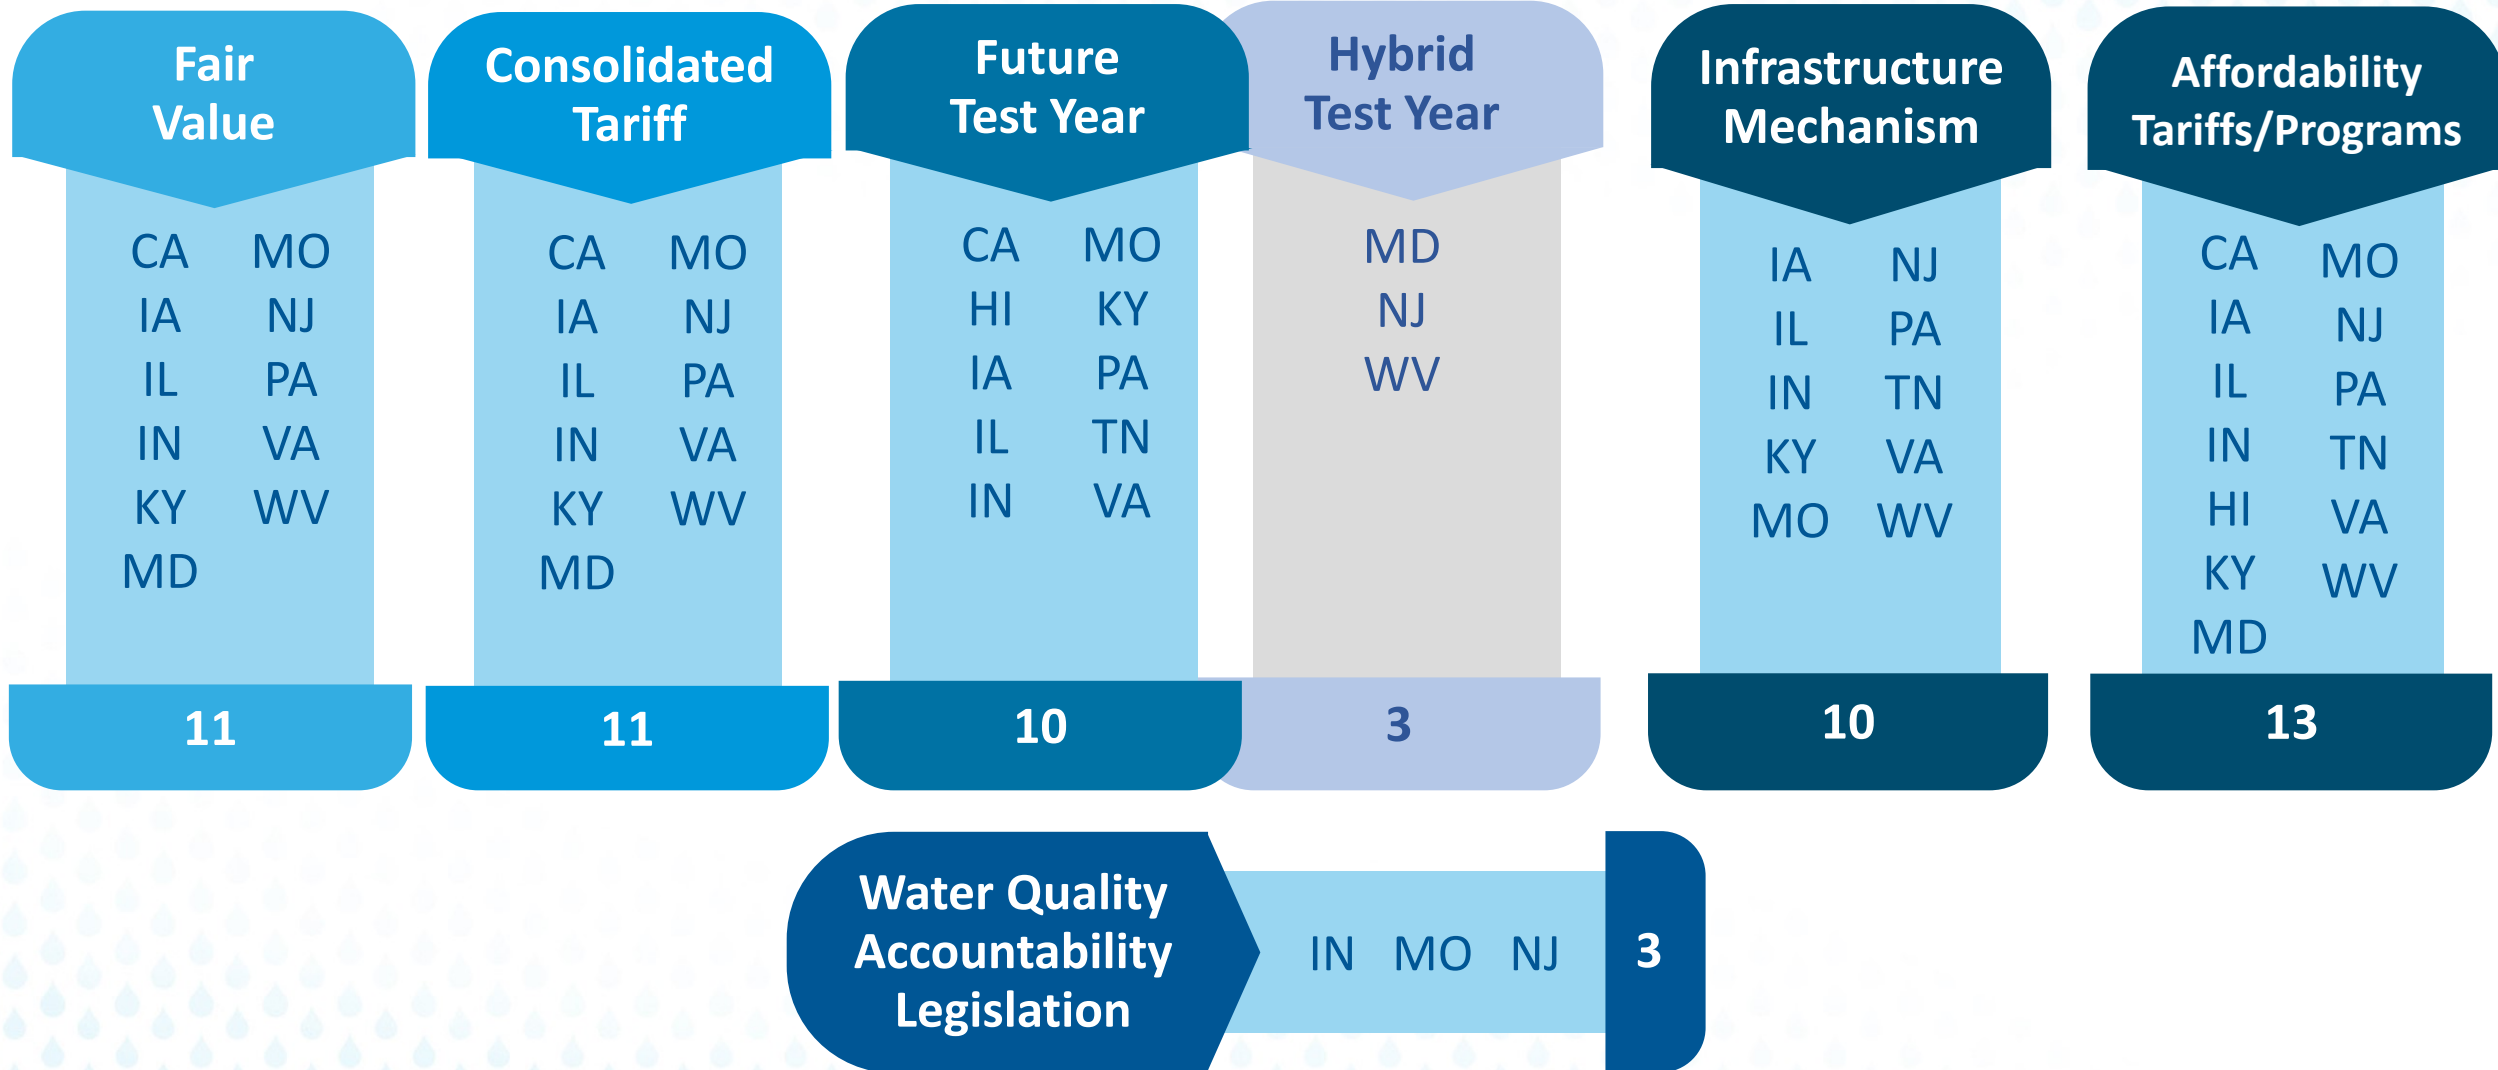 Fair
Value
CA MO
IA NJ
IL PA
IN VA
KY WV
MD
11
Consolidated
Tariff
CA MO
IA NJ
IL PA
IN VA
KY WV
MD
11
Future
Test Year
CA MO
HI KY
IA PA
IL TN
IN VA
10
Hybrid
Test Year
MD
NJ
WV
3
Infrastructure
Mechanism
IA NJ
IL PA
IN TN
KY VA
MO WV
10
Affordability
Tariffs/Programs
CA MO
IA NJ
IL PA
IN TN
HI VA
KY WV
MD
13
Water Quality
Accountability
Legislation
IN MO NJ
3